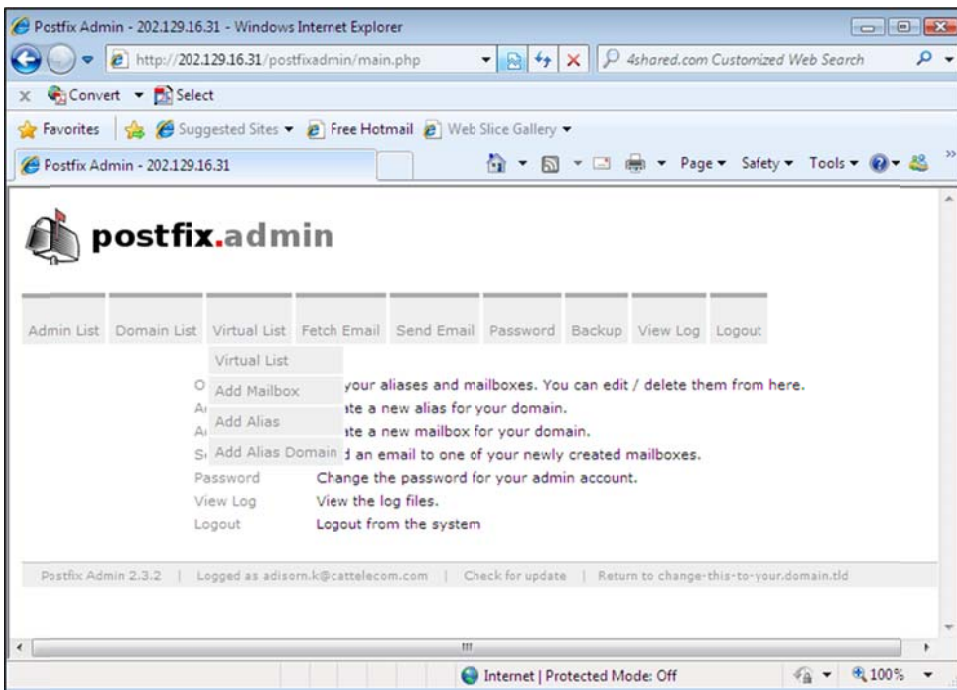 Postfix Admin - 202.129.16.31 - Windows Internet Explorer
http://202.129.16.31/postfixadmin/main.php
4shared.com Customized Web Search
x Convert Select
Favorites Suggested Sites Free Hotmail Web Slice Gallery
Postfix Admin - 202.129.16.31 Page Safety Tools
postfix.admin
Admin List Domain List Virtual List Fetch Email Send Email Password Backup View Log Logout
Virtual List
Add Mailbox your aliases and mailboxes. You can edit / delete them from here.
Add Alias a new alias for your domain.
a new mailbox for your domain.
Add Alias Domain an email to one of your newly created mailboxes.
Password Change the password for your admin account.
View Log View the log files.
Logout Logout from the system
Postfix Admin 2.3.2 | Logged as adisorn.k@cattelecom.com | Check for update | Return to change-this-to-your.domain.tld
Internet | Protected Mode: Off 100%